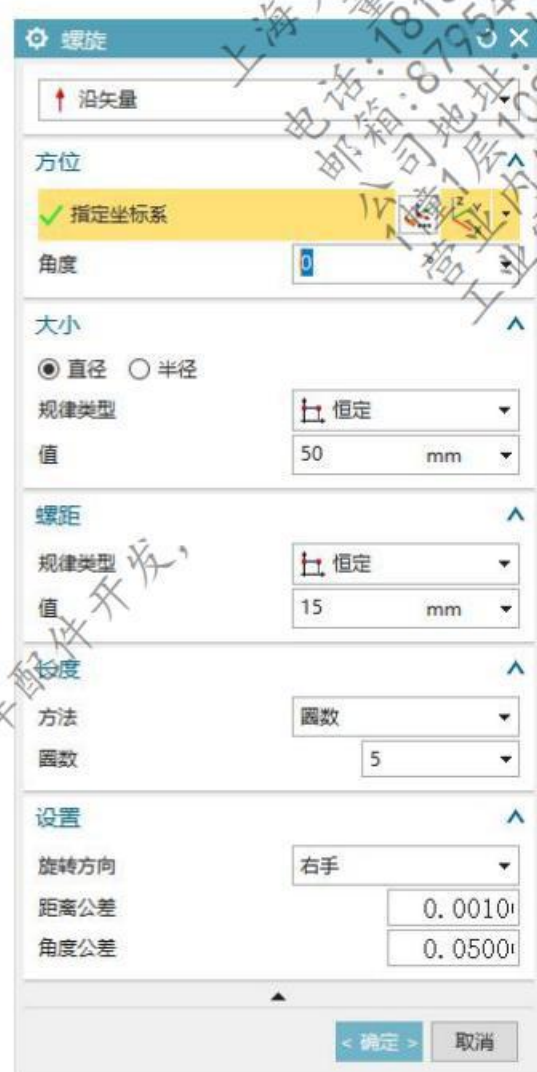 螺旋
沿矢量
方位
指定坐标系
角度 0 °
大小
直径 半径
规律类型 恒定
值 50 mm
螺距
规律类型 恒定
值 15 mm
长度
方法 圈数
圈数 5
设置
旋转方向 右手
距离公差 0.0010
角度公差 0.0500
< 确定 > 取消